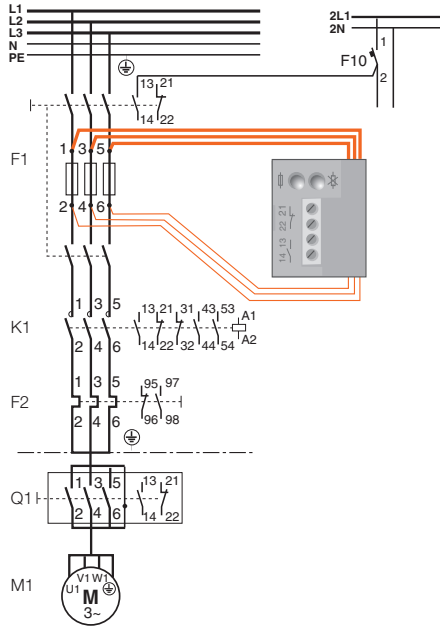 L1
L2
L3
N
PE
2L1
2N
F10
1
2
13 21
14 22
F1
1 3 5
2 4 6
21
22
13
14
K1
1 3 5
2 4 6
13 21 31 43 53
14 22 32 44 54
A1
A2
F2
1 3 5
2 4 6
95 97
96 98
Q1
1 3 5
2 4 6
13 21
14 22
M1
U1 V1 W1
M
3~